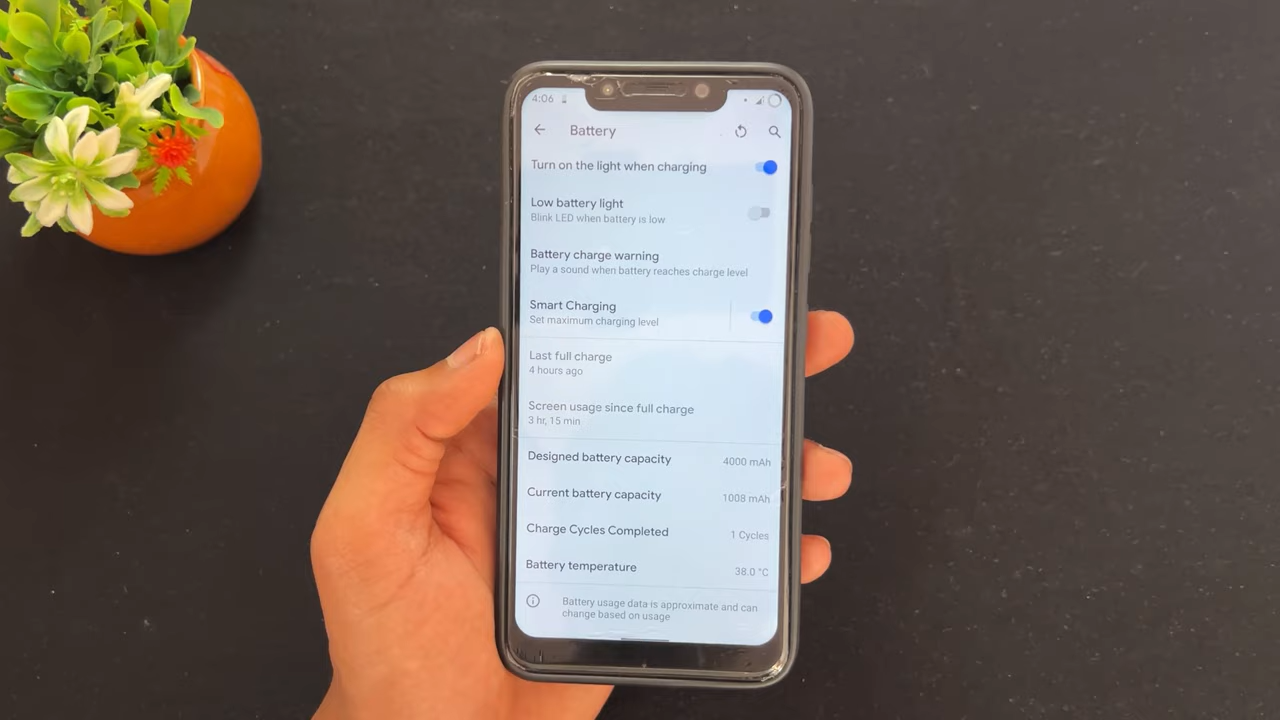 4:06
Battery
Turn on the light when charging
Low battery light
Blink LED when battery is low
Battery charge warning
Play a sound when battery reaches charge level
Smart Charging
Set maximum charging level
Last full charge
4 hours ago
Screen usage since full charge
3 hr, 15 min
Designed battery capacity 4000 mAh
Current battery capacity 1008 mAh
Charge Cycles Completed 1 Cycles
Battery temperature 38.0 °C
Battery usage data is approximate and can
change based on usage